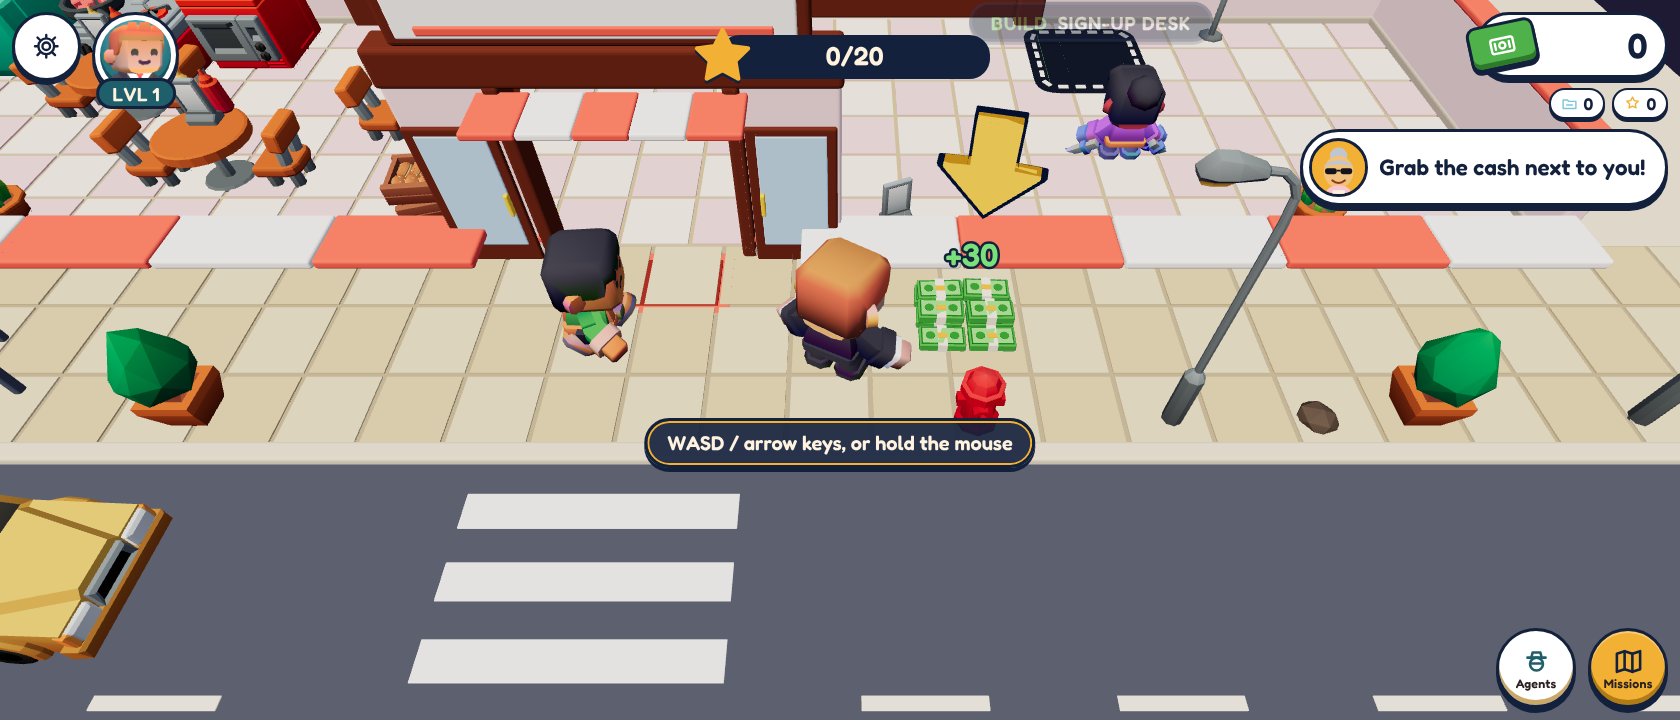 BUILD SIGN-UP DESK
0/20
0
LVL 1
0
0
Grab the cash next to you!
+30
WASD / arrow keys, or hold the mouse
Agents
Missions